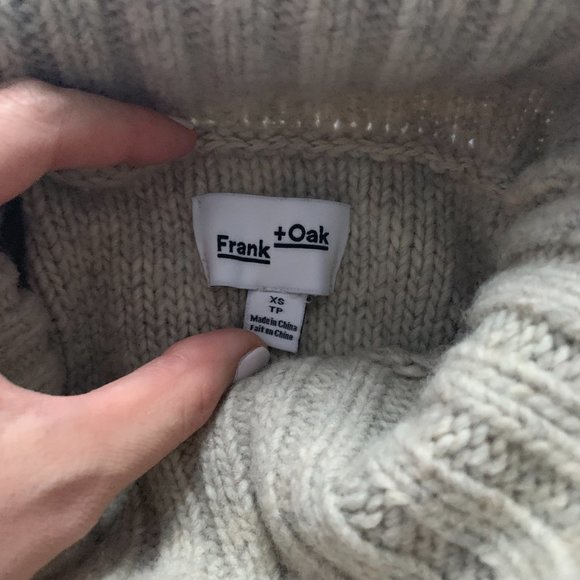 Frank +Oak
XS
TP
Made in China
Fait en Chine